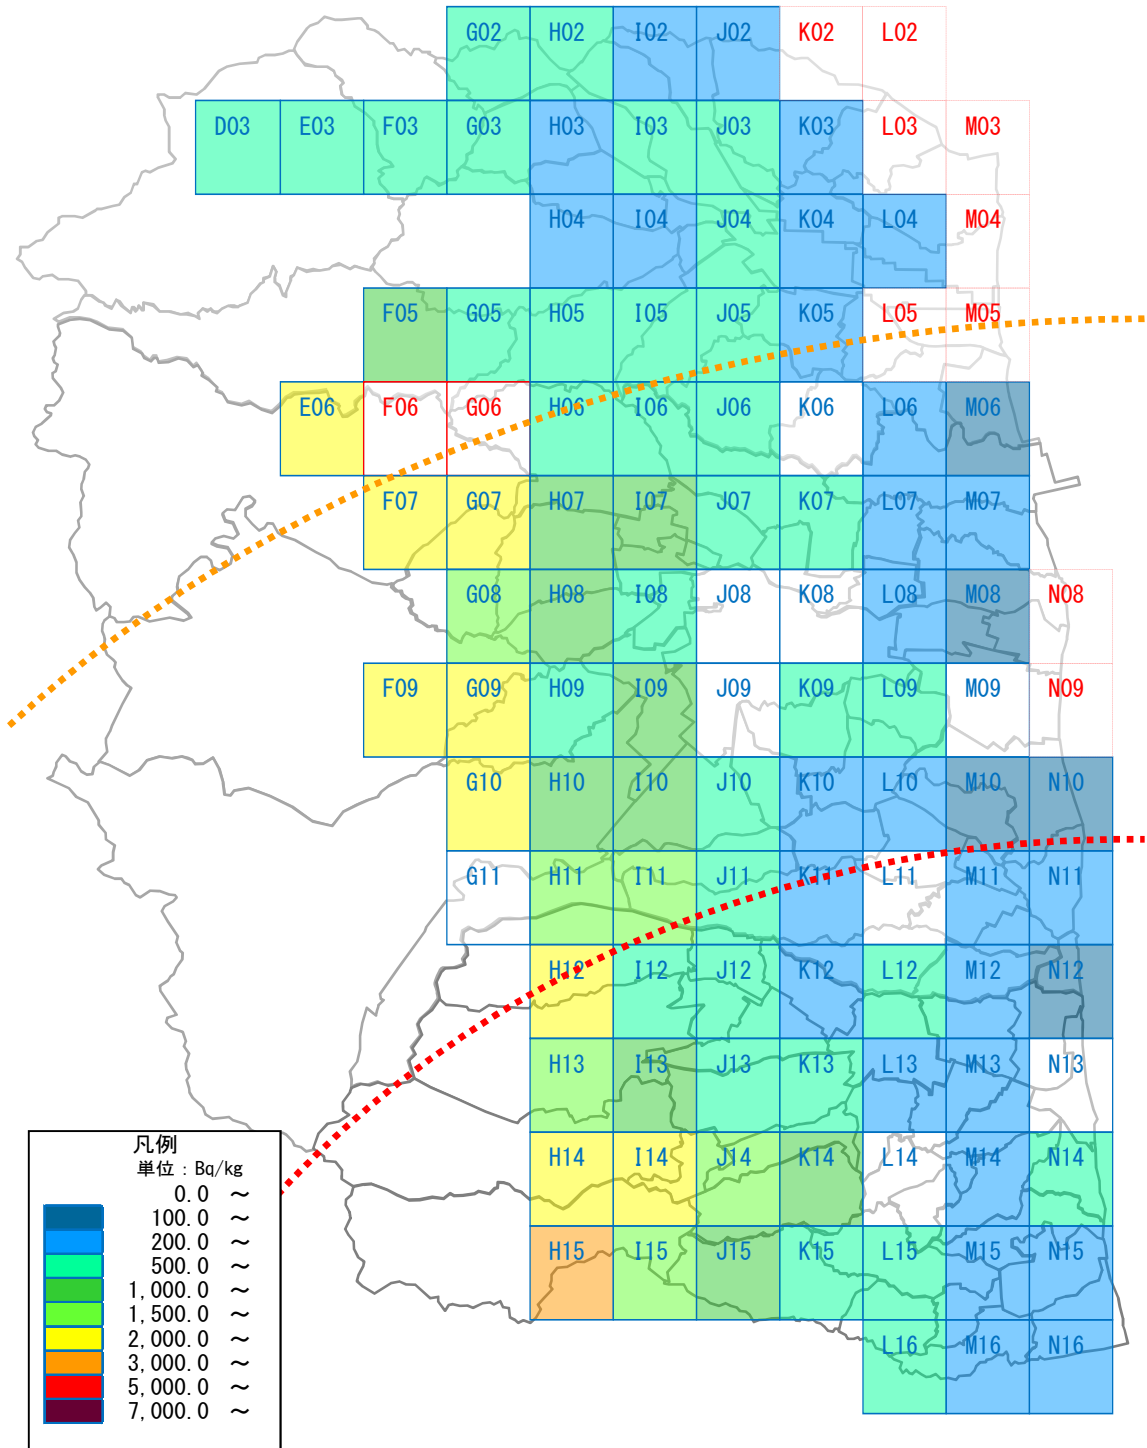 G02 H02 I02 J02 K02 L02
D03 E03 F03 G03 H03 I03 J03 K03 L03 M03
H04 I04 J04 K04 L04 M04
F05 G05 H05 I05 J05 K05 L05 M05
E06 F06 G06 H06 I06 J06 K06 L06 M06
F07 G07 H07 I07 J07 K07 L07 M07
G08 H08 I08 J08 K08 L08 M08 N08
F09 G09 H09 I09 J09 K09 L09 M09 N09
G10 H10 I10 J10 K10 L10 M10 N10
G11 H11 I11 J11 K11 L11 M11 N11
H12 I12 J12 K12 L12 M12 N12
H13 I13 J13 K13 L13 M13 N13
H14 I14 J14 K14 L14 M14 N14
H15 I15 J15 K15 L15 M15 N15
L16 M16 N16
凡例
単位：Bq/kg
0.0 ～
100.0 ～
200.0 ～
500.0 ～
1,000.0 ～
1,500.0 ～
2,000.0 ～
3,000.0 ～
5,000.0 ～
7,000.0 ～